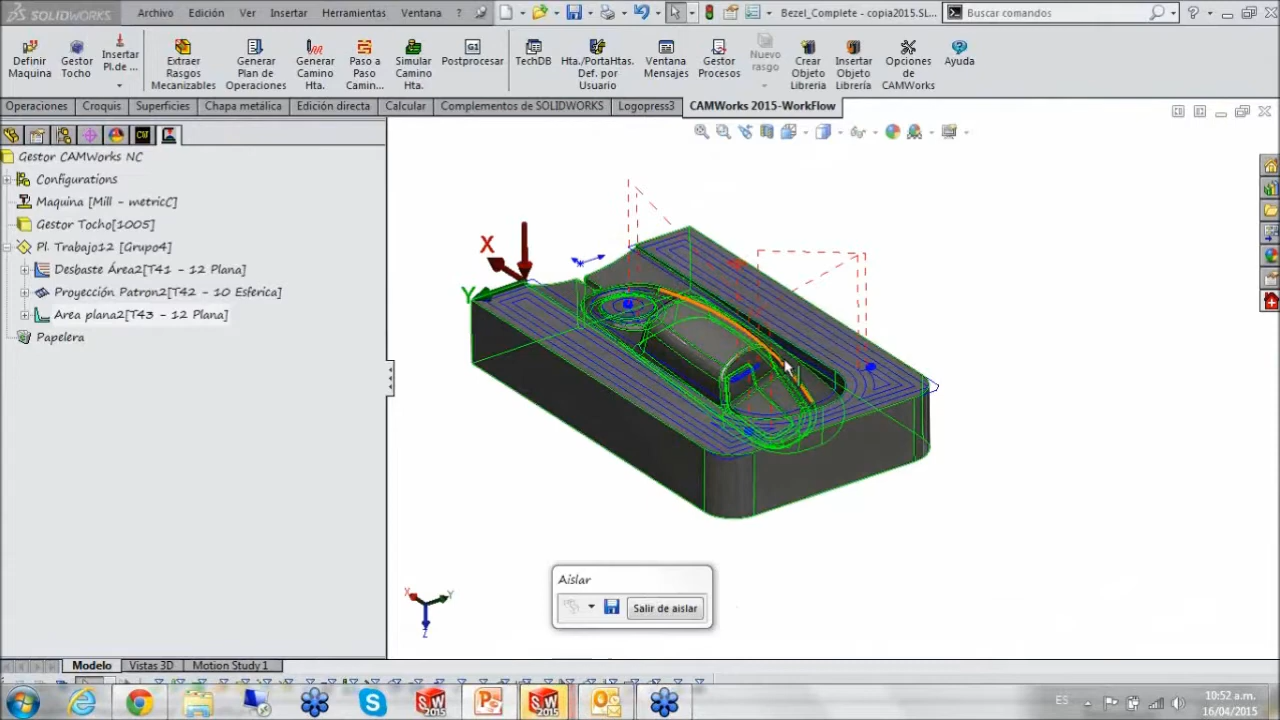 SOLIDWORKS Archivo Edición Ver Insertar Herramientas Ventana ? Bezel_Complete - copia2015.SL... Buscar comandos
Definir Maquina
Gestor Tocho
Insertar Pl.de ...
Extraer Rasgos Mecanizables
Generar Plan de Operaciones
Generar Camino Hta.
Paso a Paso Camin...
Simular Camino Hta.
G1
Postprocesar
TechDB
Hta./PortaHtas. Def. por Usuario
Ventana Mensajes
Gestor Procesos
Nuevo rasgo
Crear Objeto Libreria
Insertar Objeto Librería
Opciones de CAMWorks
Ayuda
Operaciones Croquis Superficies Chapa metálica Edición directa Calcular Complementos de SOLIDWORKS Logopress3 CAMWorks 2015-WorkFlow
Gestor CAMWorks NC
Configurations
Maquina [Mill - metricC]
Gestor Tocho[1005]
Pl. Trabajo12 [Grupo4]
Desbaste Área2[T41 - 12 Plana]
Proyección Patron2[T42 - 10 Esferica]
Area plana2[T43 - 12 Plana]
Papelera
X
Y
X Y
Z
Aislar
Salir de aislar
Modelo Vistas 3D Motion Study 1
ES
10:52 a.m.
16/04/2015